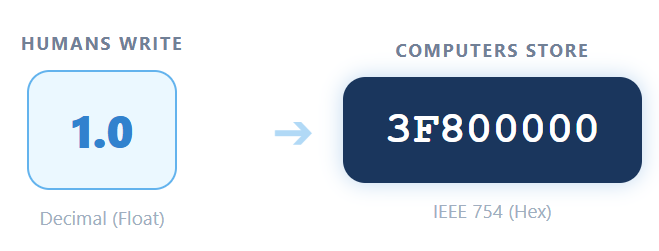 HUMANS WRITE
1.0
Decimal (Float)
➔
COMPUTERS STORE
3F800000
IEEE 754 (Hex)